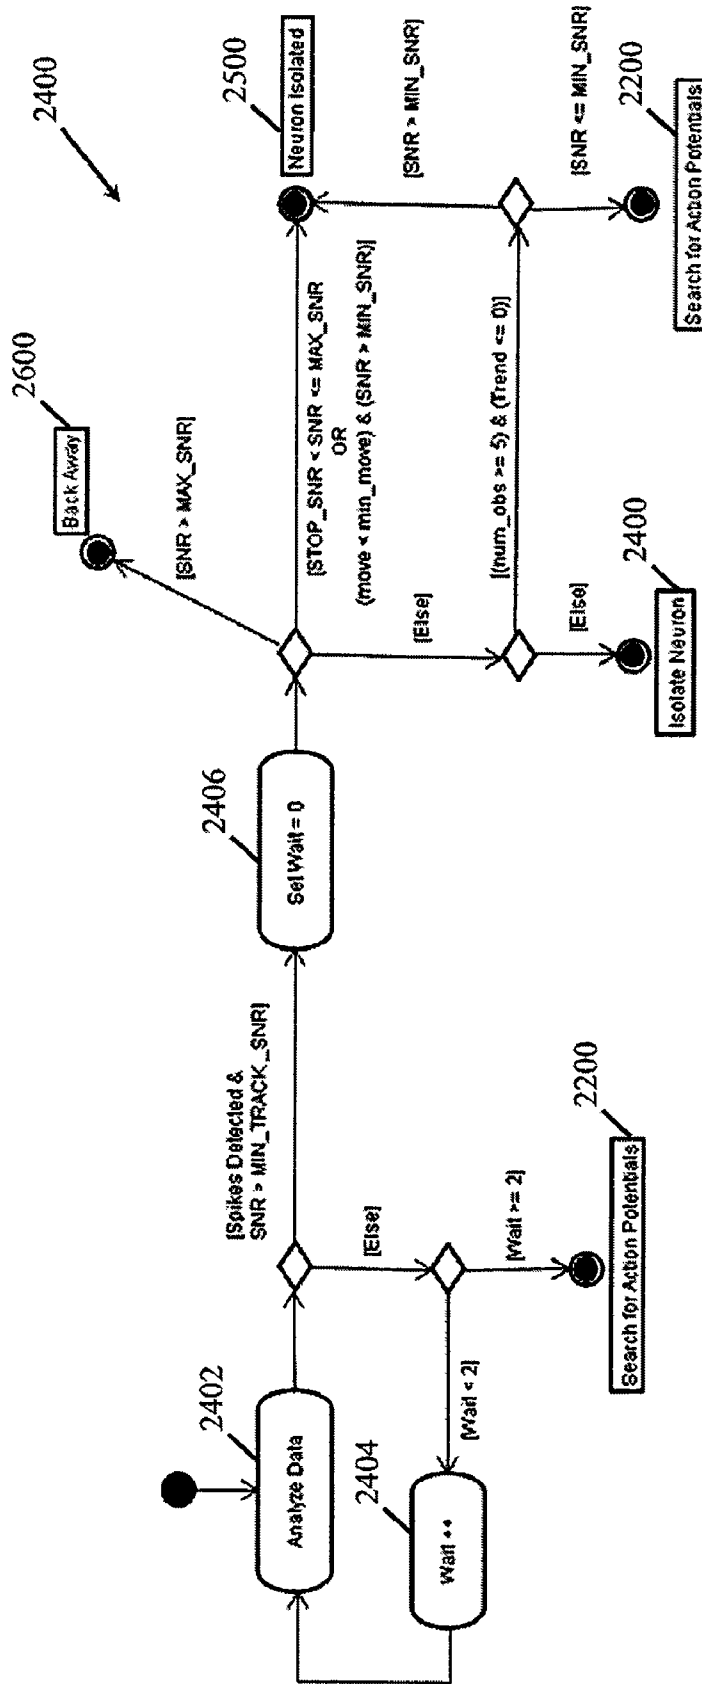 2400
2600
Back Away
[SNR > MAX_SNR]
2500
Neuron Isolated
[STOP_SNR < SNR <= MAX_SNR
OR
(move < min_move) & (SNR > MIN_SNR)]
[SNR > MIN_SNR]
[SNR <= MIN_SNR]
2200
Search for Action Potentials
[(num_obs >= 5) & (Trend <= 0)]
[Else]
[Else]
2400
Isolate Neuron
2406
Set Wait = 0
[Spikes Detected &
SNR > MIN_TRACK_SNR]
[Else]
[Wait >= 2]
2200
Search for Action Potentials
[Wait < 2]
2402
Analyze Data
2404
Wait ++